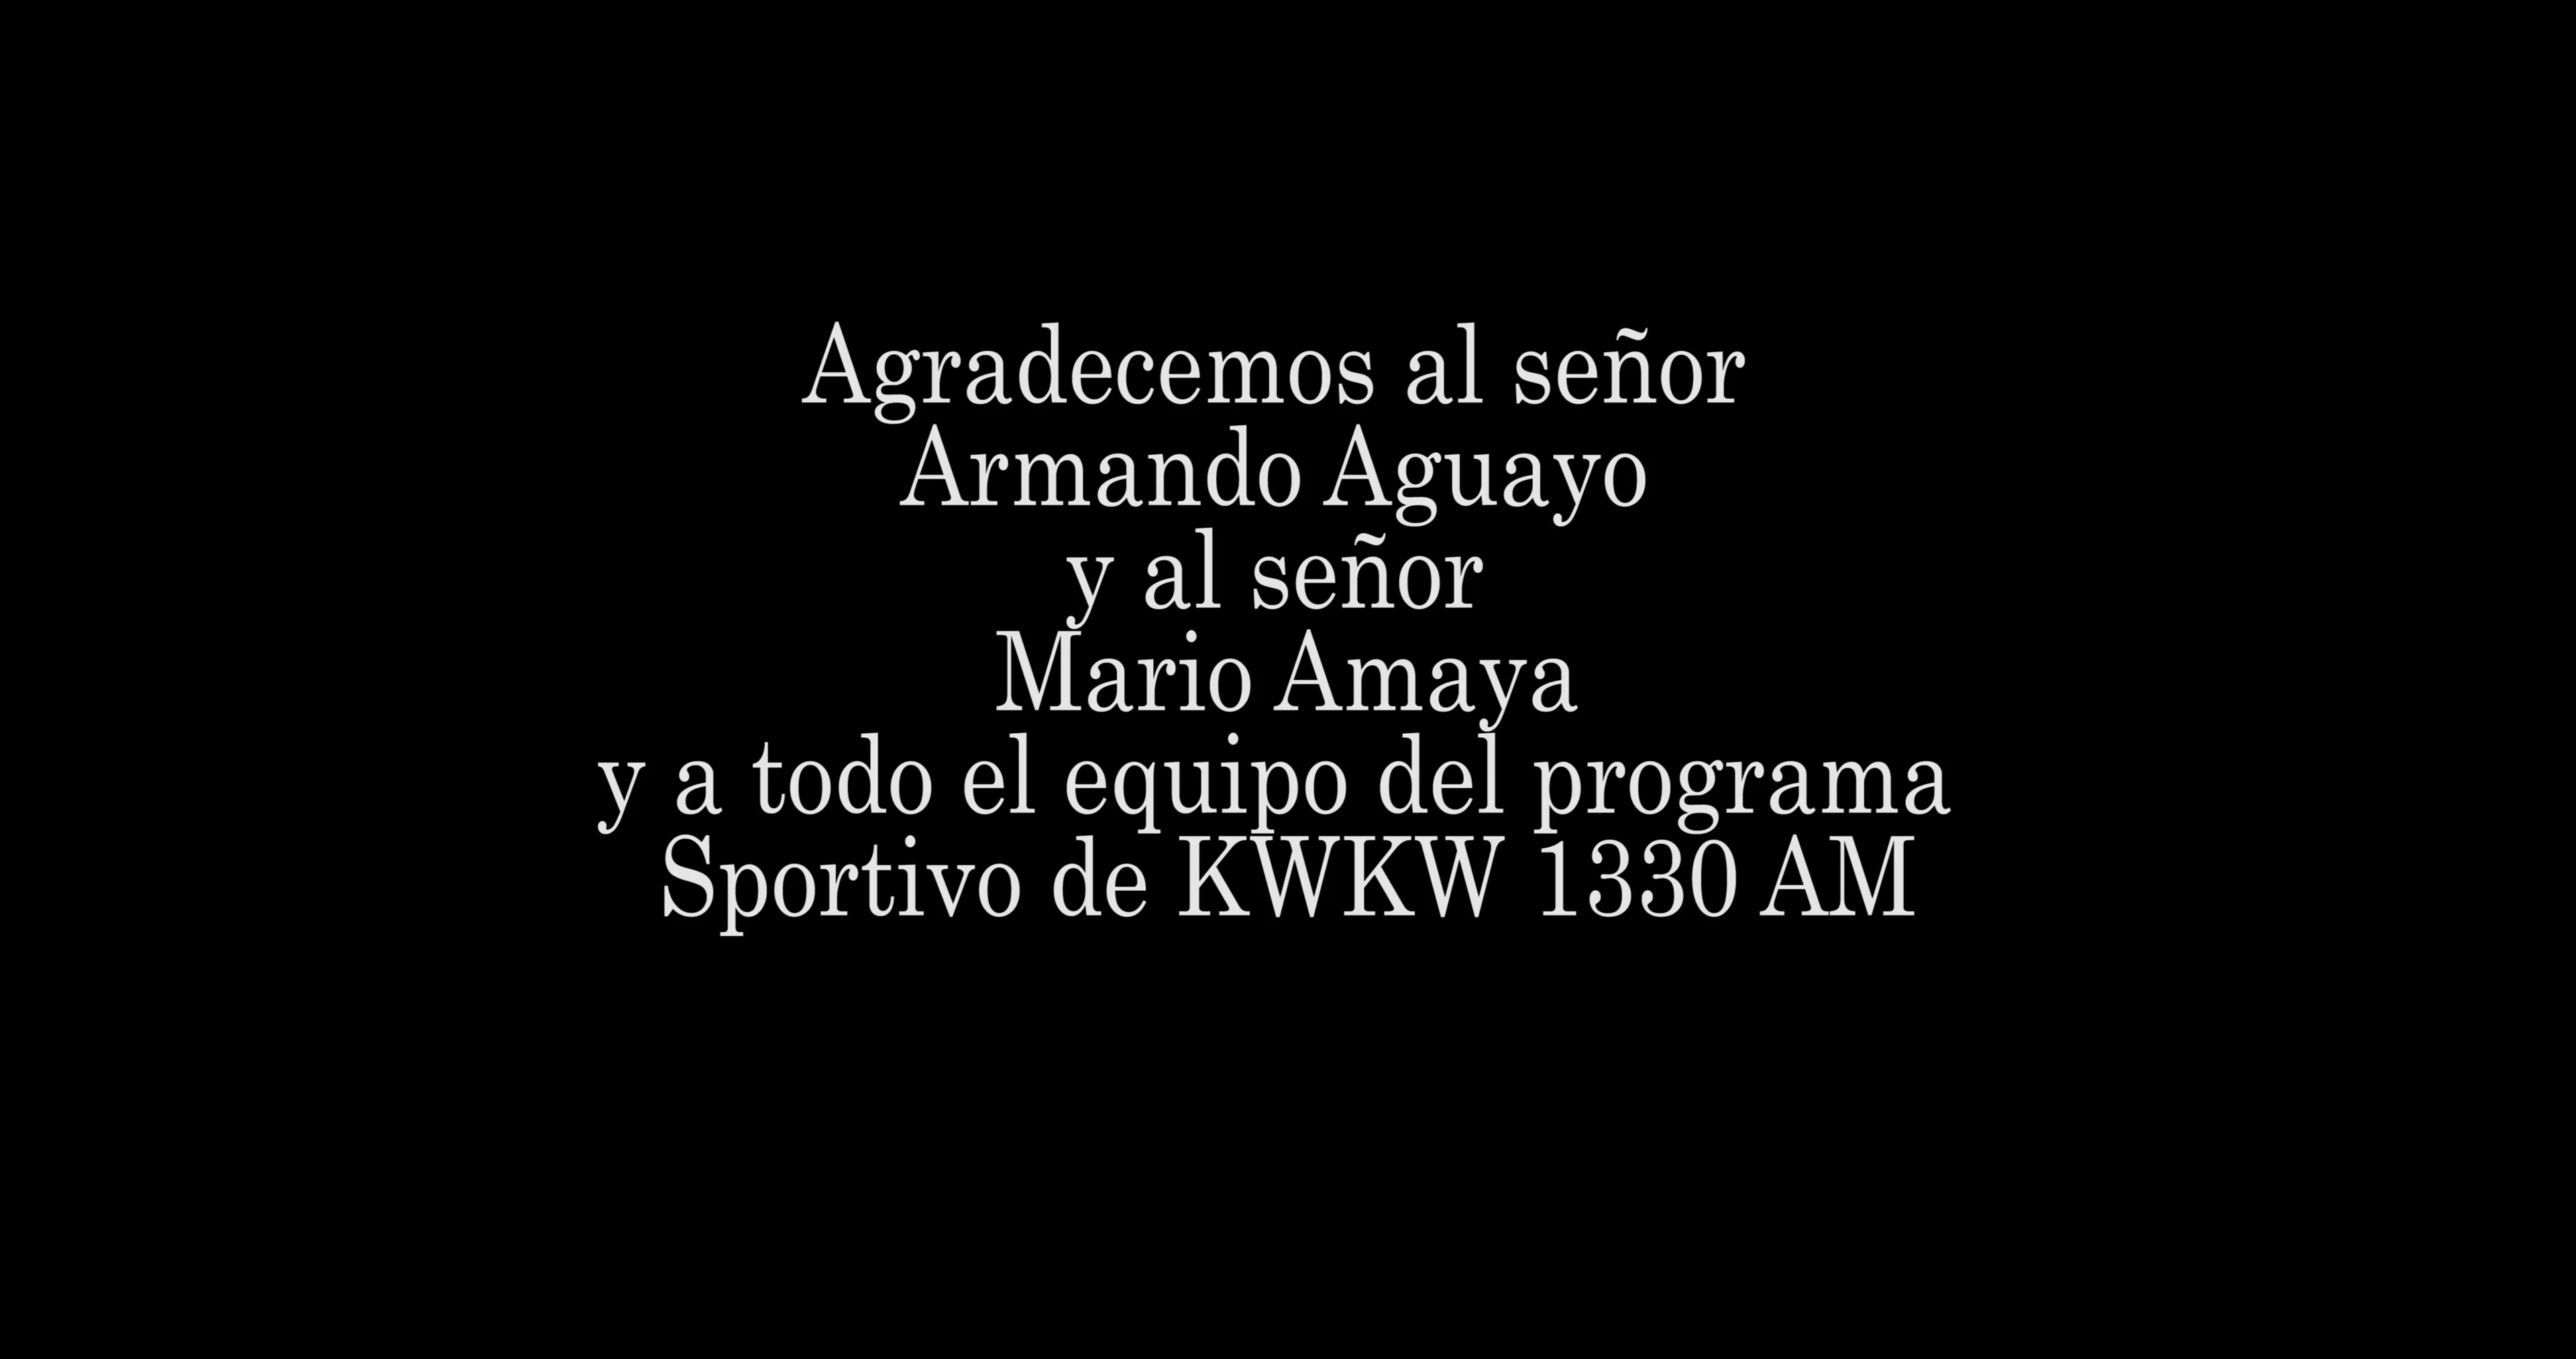 Agradecemos al señor
Armando Aguayo
y al señor
Mario Amaya
y a todo el equipo del programa
Sportivo de KWKW 1330 AM